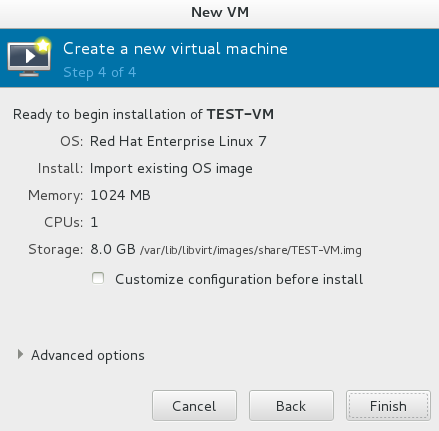 New VM
Create a new virtual machine
Step 4 of 4
Ready to begin installation of TEST-VM
OS: Red Hat Enterprise Linux 7
Install: Import existing OS image
Memory: 1024 MB
CPUs: 1
Storage: 8.0 GB /var/lib/libvirt/images/share/TEST-VM.img
Customize configuration before install
Advanced options
Cancel Back Finish